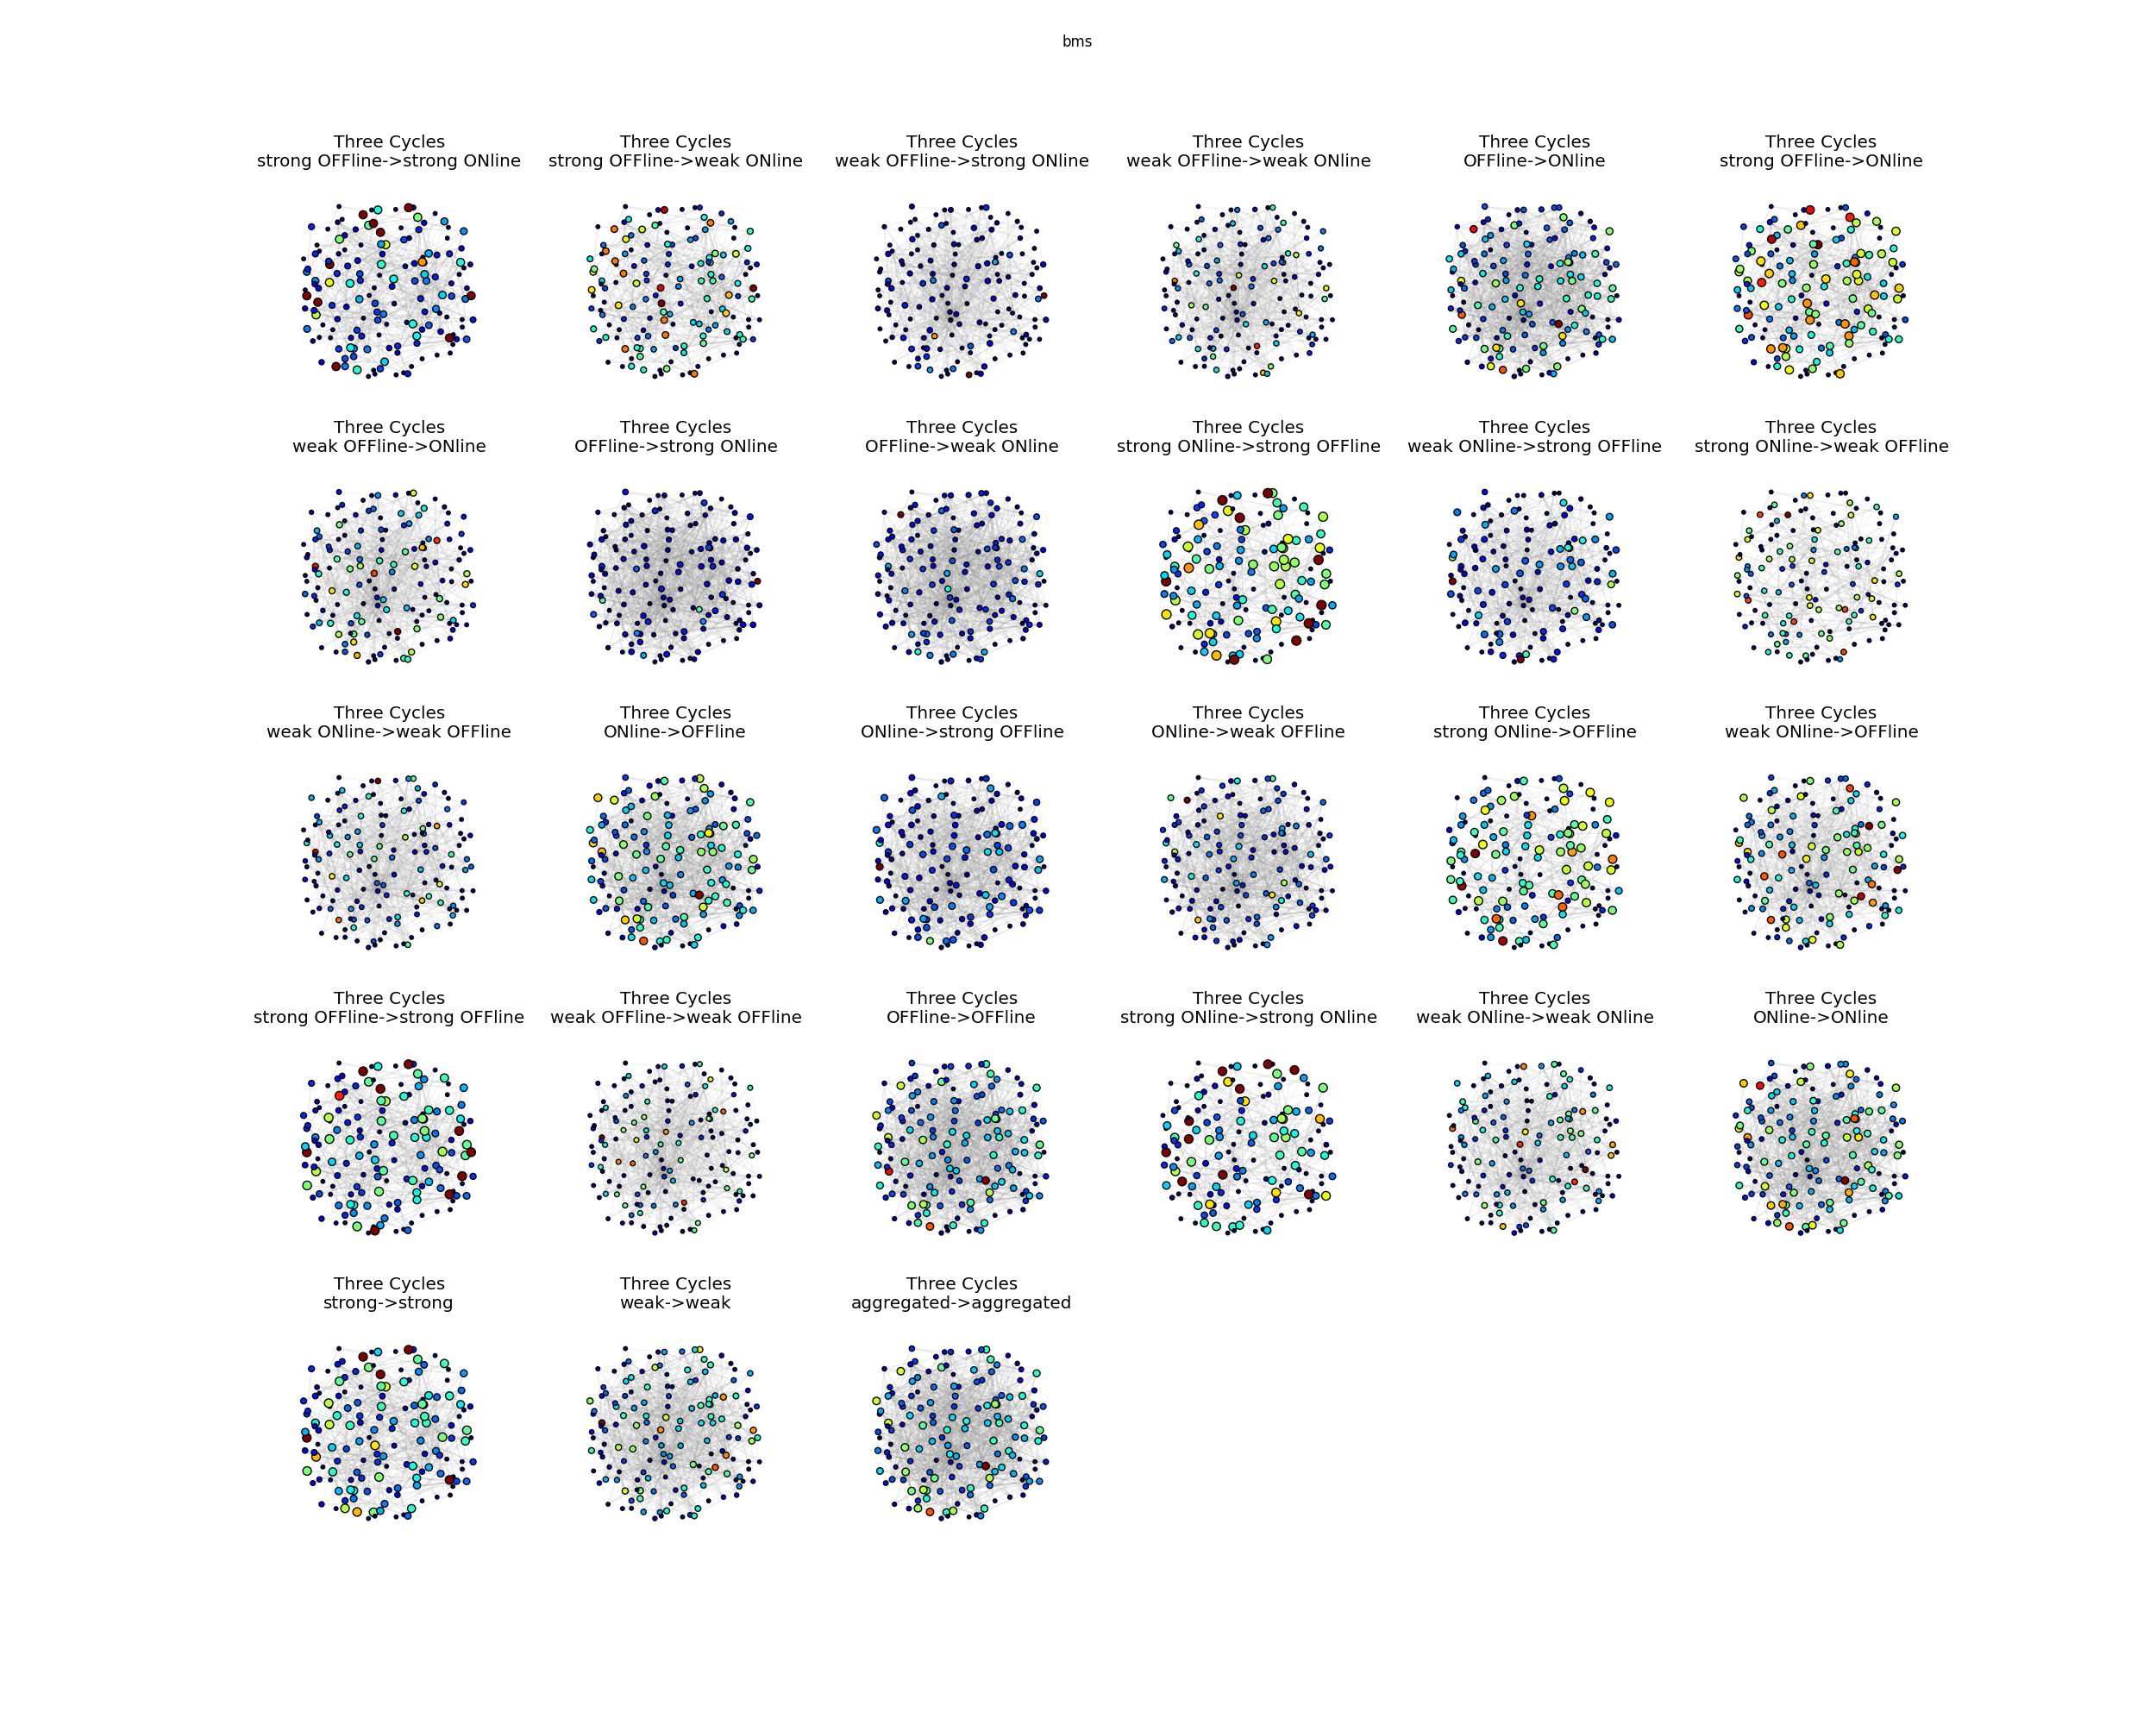 bms
Three Cycles
strong OFFline->strong ONline
Three Cycles
strong OFFline->weak ONline
Three Cycles
weak OFFline->strong ONline
Three Cycles
weak OFFline->weak ONline
Three Cycles
OFFline->ONline
Three Cycles
strong OFFline->ONline
Three Cycles
weak OFFline->ONline
Three Cycles
OFFline->strong ONline
Three Cycles
OFFline->weak ONline
Three Cycles
strong ONline->strong OFFline
Three Cycles
weak ONline->strong OFFline
Three Cycles
strong ONline->weak OFFline
Three Cycles
weak ONline->weak OFFline
Three Cycles
ONline->OFFline
Three Cycles
ONline->strong OFFline
Three Cycles
ONline->weak OFFline
Three Cycles
strong ONline->OFFline
Three Cycles
weak ONline->OFFline
Three Cycles
strong OFFline->strong OFFline
Three Cycles
weak OFFline->weak OFFline
Three Cycles
OFFline->OFFline
Three Cycles
strong ONline->strong ONline
Three Cycles
weak ONline->weak ONline
Three Cycles
ONline->ONline
Three Cycles
strong->strong
Three Cycles
weak->weak
Three Cycles
aggregated->aggregated